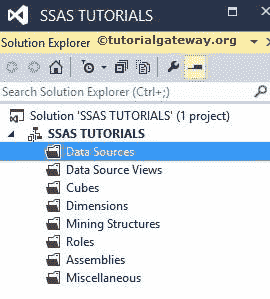 SSAS TUTORIALS
Solution Explorer ©tutorialgateway.org
Search Solution Explorer (Ctrl+;)
Solution 'SSAS TUTORIALS' (1 project)
SSAS TUTORIALS
Data Sources
Data Source Views
Cubes
Dimensions
Mining Structures
Roles
Assemblies
Miscellaneous